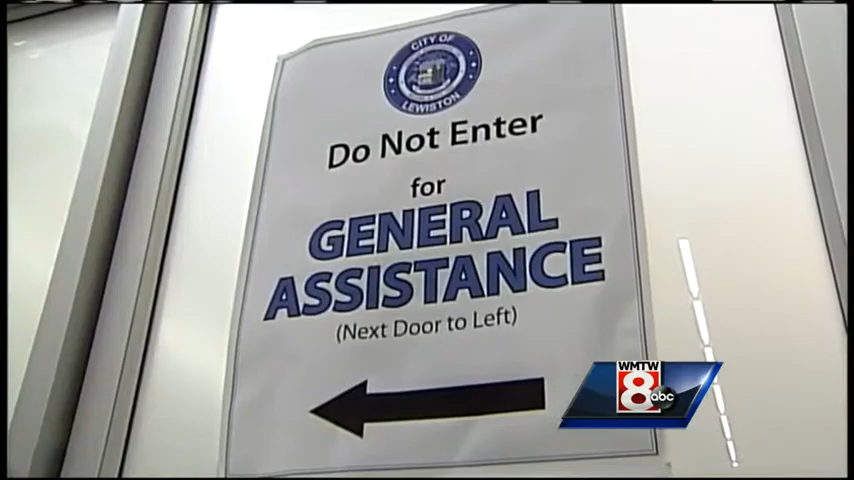 CITY OF
LEWISTON
Do Not Enter
for
GENERAL
ASSISTANCE
(Next Door to Left)
WMTW
8
abc